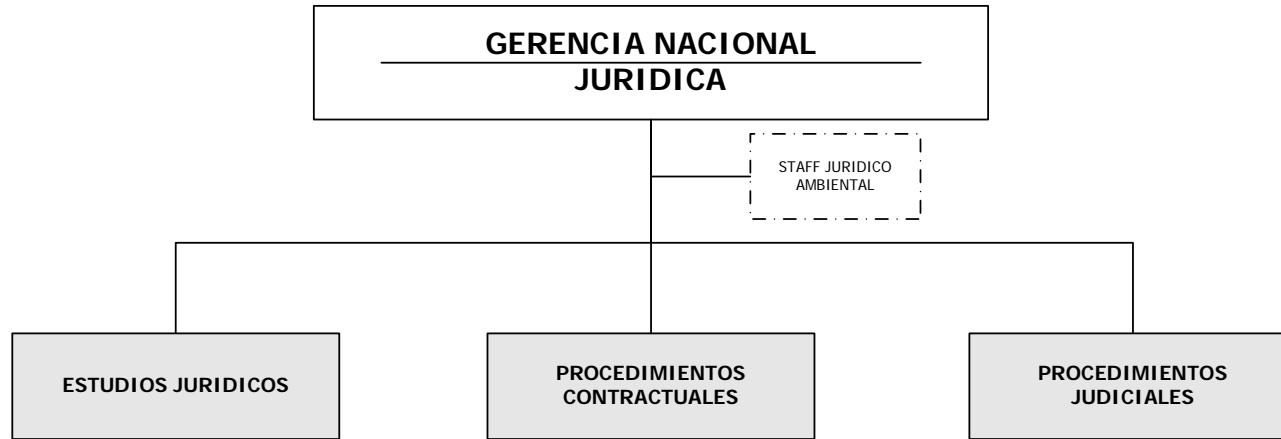 GERENCIA NACIONAL
JURIDICA
STAFF JURIDICO
AMBIENTAL
ESTUDIOS JURIDICOS
PROCEDIMIENTOS
CONTRACTUALES
PROCEDIMIENTOS
JUDICIALES